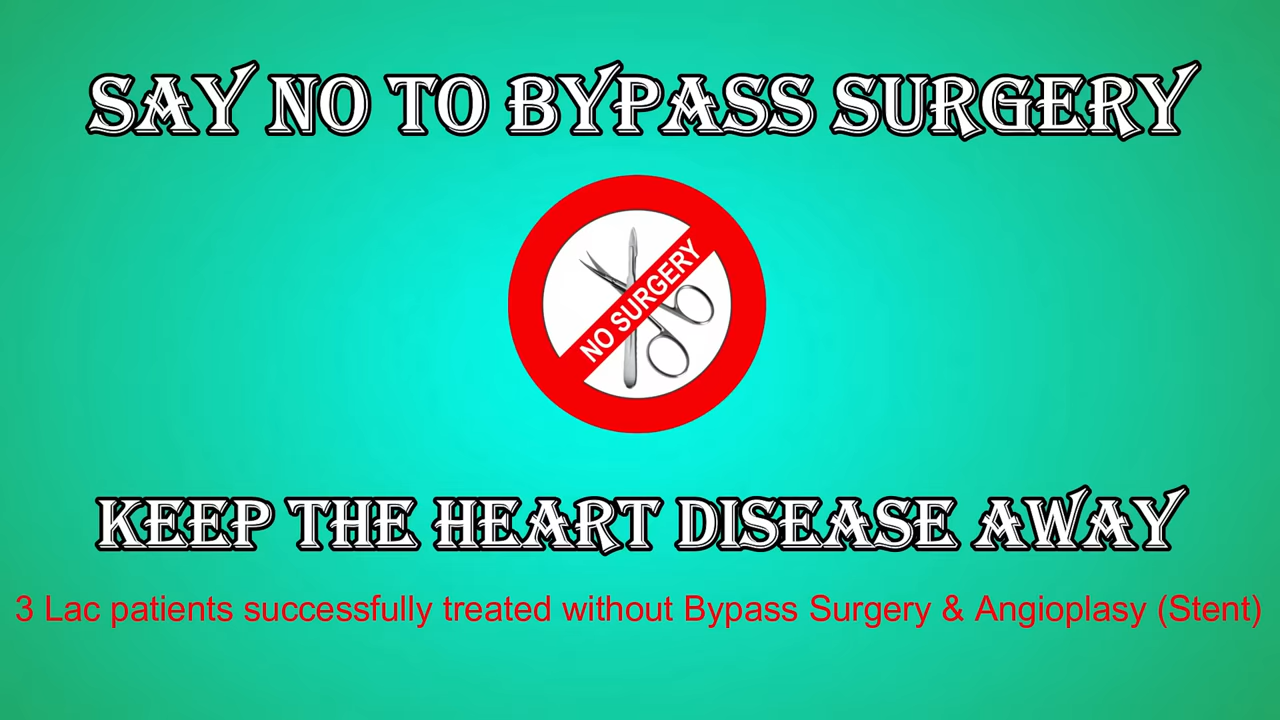 SAY NO TO BYPASS SURGERY
NO SURGERY
KEEP THE HEART DISEASE AWAY
3 Lac patients successfully treated without Bypass Surgery & Angioplasy (Stent)